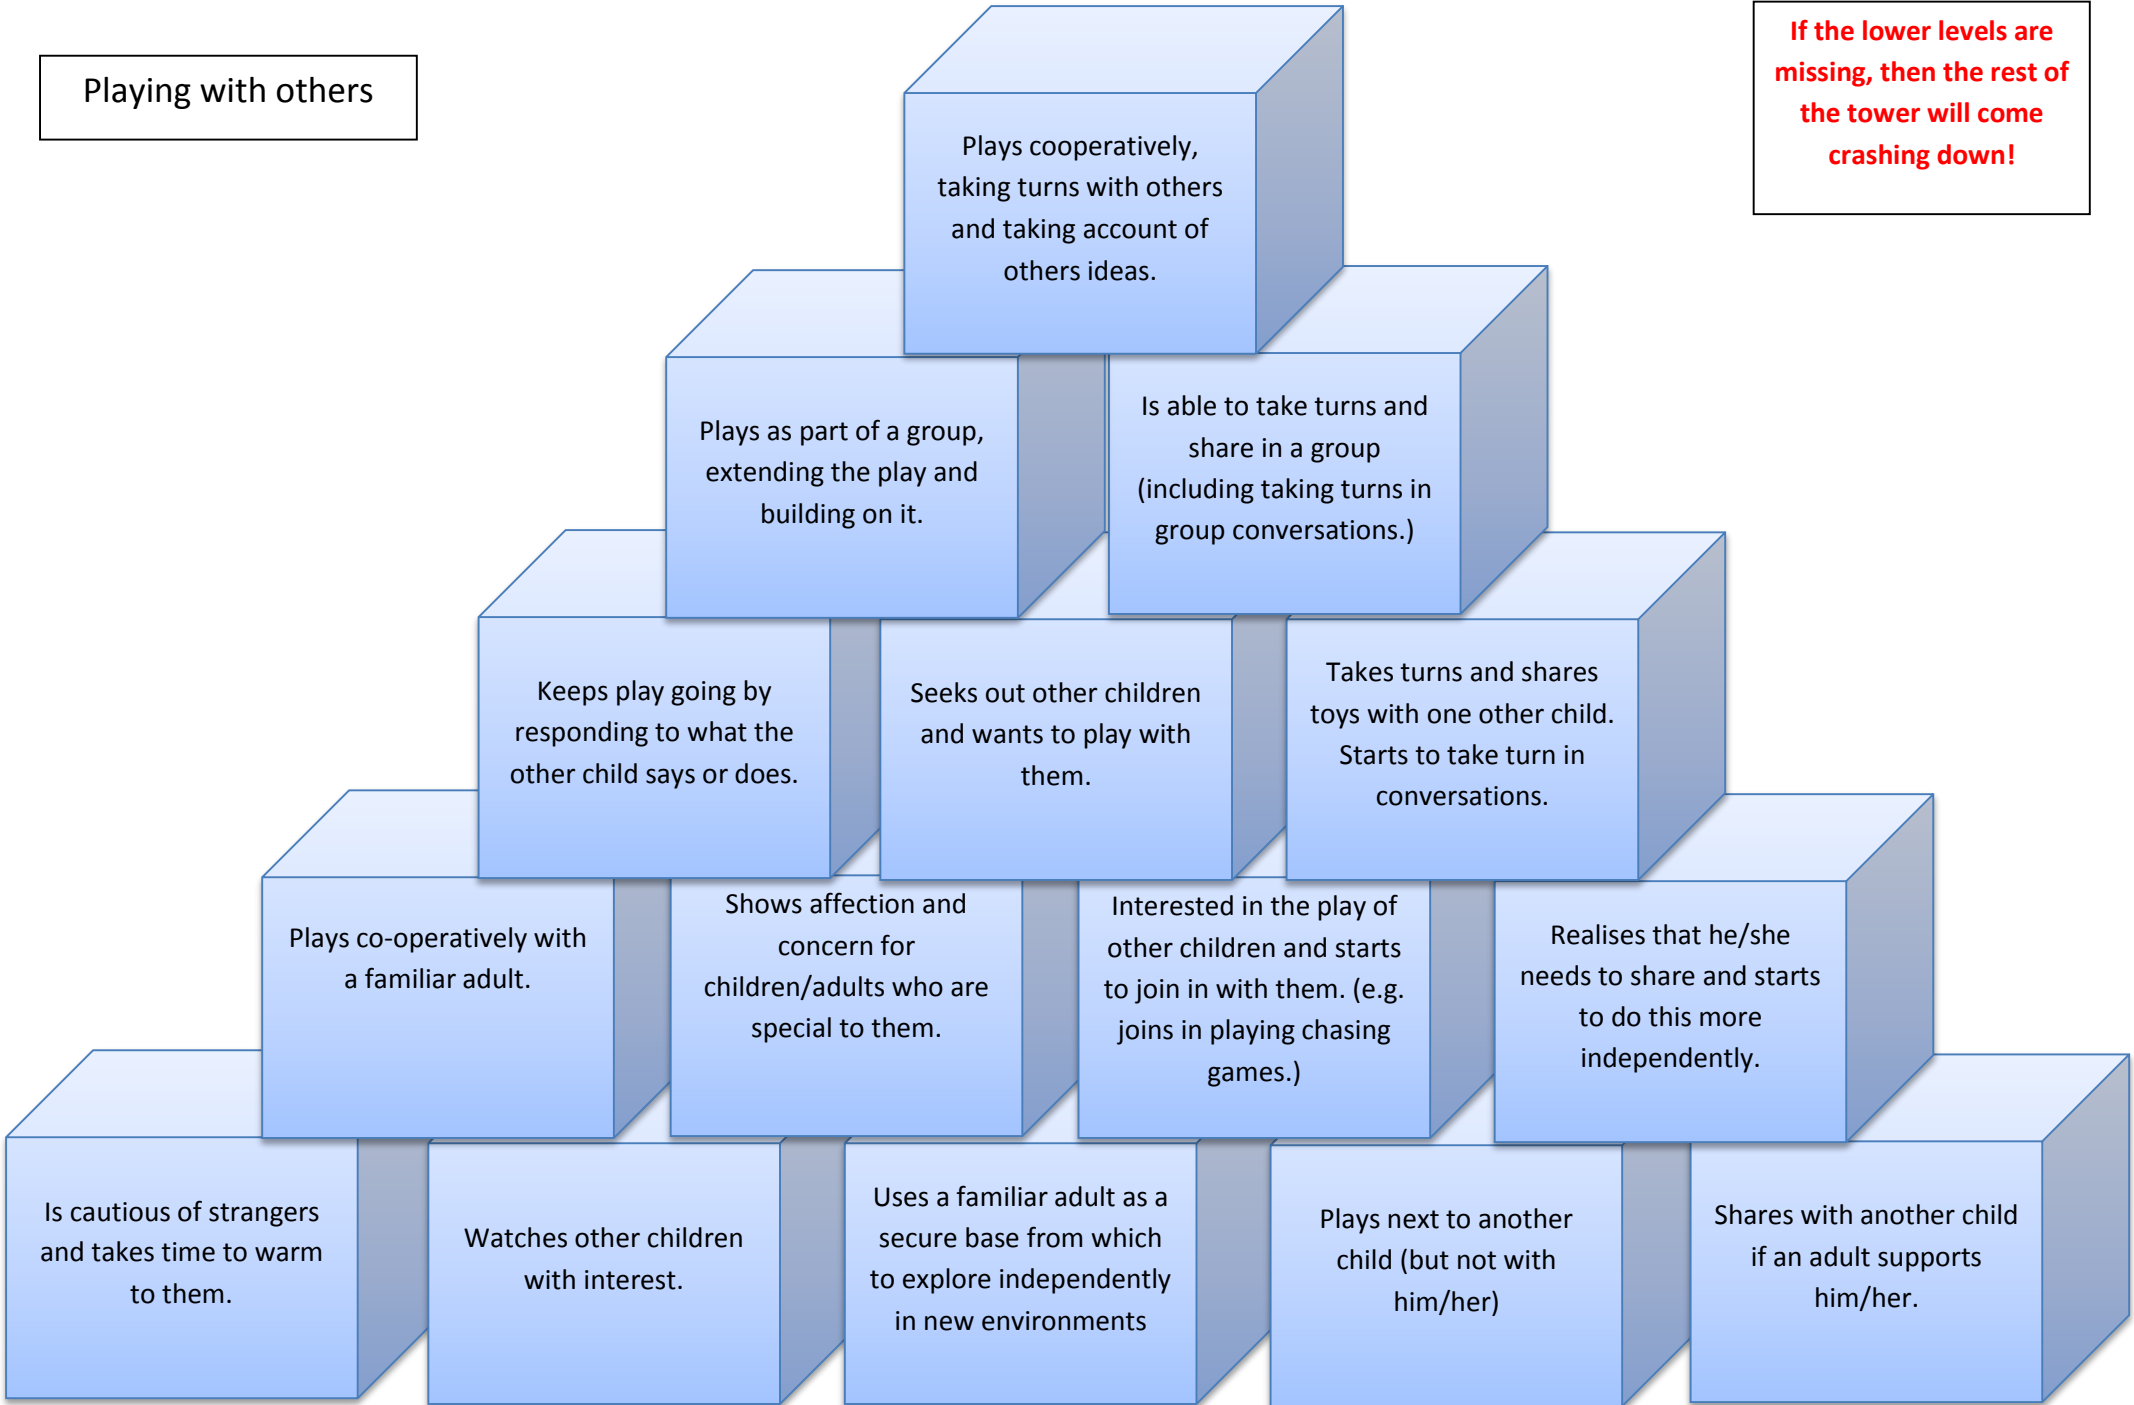 Playing with others
If the lower levels are
missing, then the rest of
the tower will come
crashing down!
Plays cooperatively,
taking turns with others
and taking account of
others ideas.
Plays as part of a group,
extending the play and
building on it.
Is able to take turns and
share in a group
(including taking turns in
group conversations.)
Keeps play going by
responding to what the
other child says or does.
Seeks out other children
and wants to play with
them.
Takes turns and shares
toys with one other child.
Starts to take turn in
conversations.
Plays co-operatively with
a familiar adult.
Shows affection and
concern for
children/adults who are
special to them.
Interested in the play of
other children and starts
to join in with them. (e.g.
joins in playing chasing
games.)
Realises that he/she
needs to share and starts
to do this more
independently.
Is cautious of strangers
and takes time to warm
to them.
Watches other children
with interest.
Uses a familiar adult as a
secure base from which
to explore independently
in new environments
Plays next to another
child (but not with
him/her)
Shares with another child
if an adult supports
him/her.